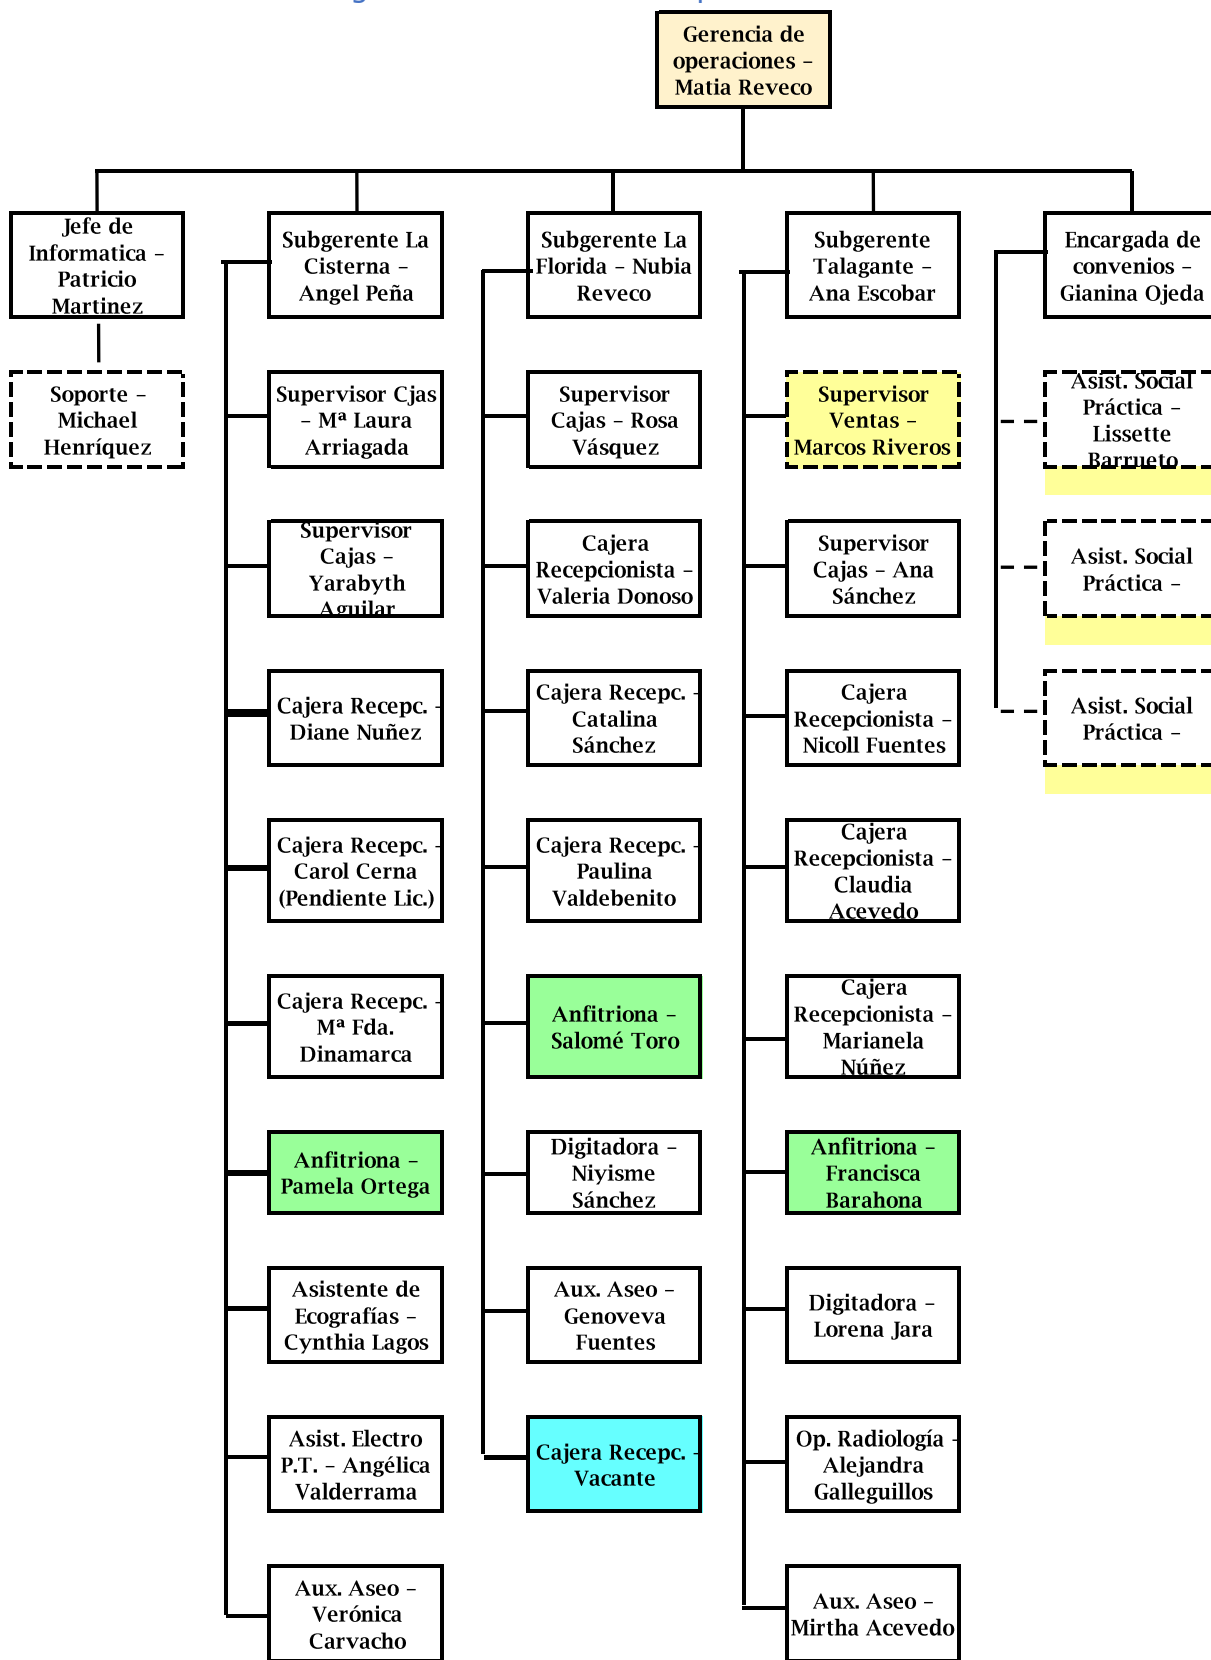 Gerencia de
operaciones –
Matia Reveco
Jefe de
Informatica –
Patricio
Martinez
Soporte –
Michael
Henríquez
Subgerente La
Cisterna –
Angel Peña
Supervisor Cjas
– Mª Laura
Arriagada
Supervisor
Cajas –
Yarabyth
Aguilar
Cajera Recepc. –
Diane Nuñez
Cajera Recepc. –
Carol Cerna
(Pendiente Lic.)
Cajera Recepc. –
Mª Fda.
Dinamarca
Anfitriona –
Pamela Ortega
Asistente de
Ecografías –
Cynthia Lagos
Asist. Electro
P.T. – Angélica
Valderrama
Aux. Aseo –
Verónica
Carvacho
Subgerente La
Florida – Nubia
Reveco
Supervisor
Cajas – Rosa
Vásquez
Cajera
Recepcionista –
Valeria Donoso
Cajera Recepc. –
Catalina
Sánchez
Cajera Recepc. –
Paulina
Valdebenito
Anfitriona –
Salomé Toro
Digitadora –
Niyisme
Sánchez
Aux. Aseo –
Genoveva
Fuentes
Cajera Recepc. –
Vacante
Subgerente
Talagante –
Ana Escobar
Supervisor
Ventas –
Marcos Riveros
Supervisor
Cajas – Ana
Sánchez
Cajera
Recepcionista –
Nicoll Fuentes
Cajera
Recepcionista –
Claudia
Acevedo
Cajera
Recepcionista –
Marianela
Núñez
Anfitriona –
Francisca
Barahona
Digitadora –
Lorena Jara
Op. Radiología –
Alejandra
Galleguillos
Aux. Aseo –
Mirtha Acevedo
Encargada de
convenios –
Gianina Ojeda
Asist. Social
Práctica –
Lissette
Barrueto
Asist. Social
Práctica –
Asist. Social
Práctica –